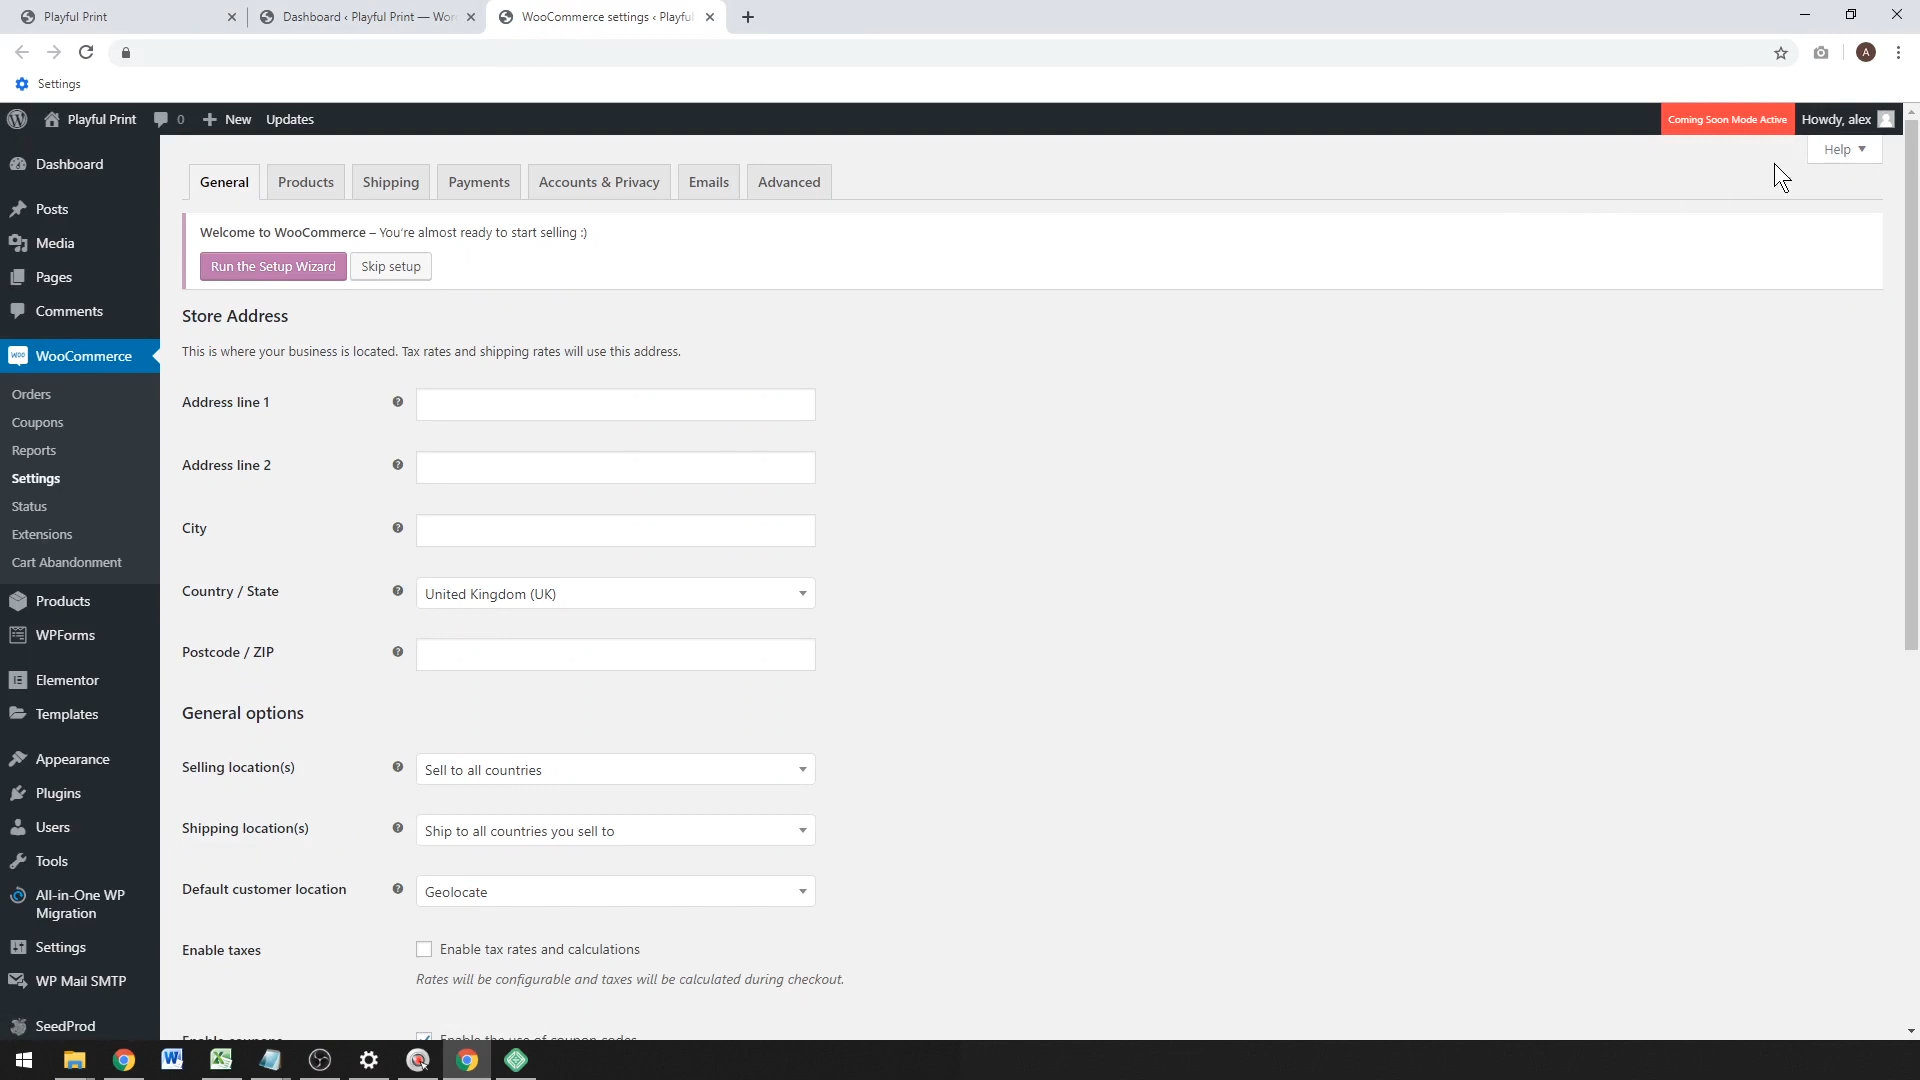 Playful Print
Dashboard ‹ Playful Print — Wor
WooCommerce settings ‹ Playfu
A
Settings
Playful Print
0
New
Updates
Coming Soon Mode Active
Howdy, alex
Help
Dashboard
Posts
Media
Pages
Comments
WooCommerce
Orders
Coupons
Reports
Settings
Status
Extensions
Cart Abandonment
Products
WPForms
Elementor
Templates
Appearance
Plugins
Users
Tools
All-in-One WP
Migration
Settings
WP Mail SMTP
SeedProd
General
Products
Shipping
Payments
Accounts & Privacy
Emails
Advanced
Welcome to WooCommerce – You're almost ready to start selling :)
Run the Setup Wizard
Skip setup
Store Address
This is where your business is located. Tax rates and shipping rates will use this address.
Address line 1
Address line 2
City
Country / State
United Kingdom (UK)
Postcode / ZIP
General options
Selling location(s)
Sell to all countries
Shipping location(s)
Ship to all countries you sell to
Default customer location
Geolocate
Enable taxes
Enable tax rates and calculations
Rates will be configurable and taxes will be calculated during checkout.
Enable coupons
Enable the use of coupon codes